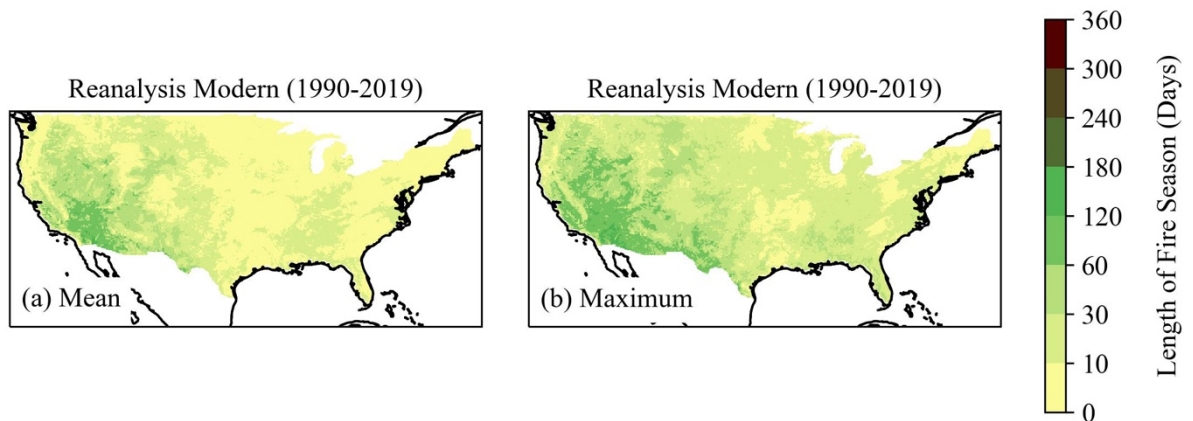 Reanalysis Modern (1990-2019)
(a) Mean
Reanalysis Modern (1990-2019)
(b) Maximum
360
300
240
180
120
60
30
10
0
Length of Fire Season (Days)